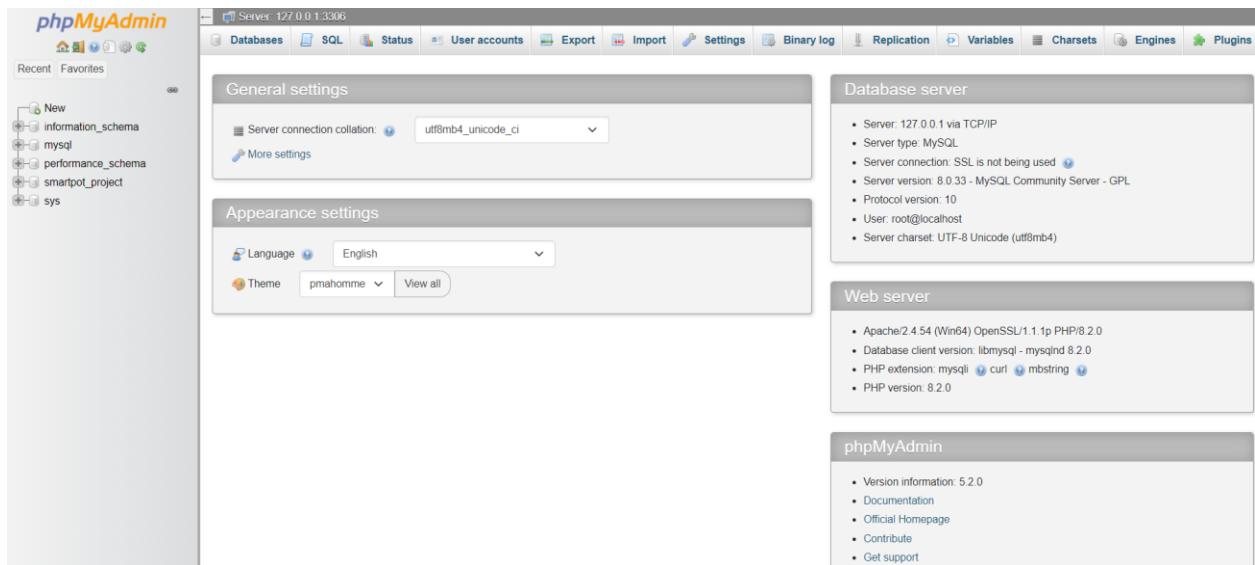 phpMyAdmin
Recent Favorites
New
information_schema
mysql
performance_schema
smartpot_project
sys
Server: 127.0.0.1:3306
Databases SQL Status User accounts Export Import Settings Binary log Replication Variables Charsets Engines Plugins
General settings
Server connection collation: utf8mb4_unicode_ci
More settings
Appearance settings
Language English
Theme pmahomme View all
Database server
Server: 127.0.0.1 via TCP/IP
Server type: MySQL
Server connection: SSL is not being used
Server version: 8.0.33 - MySQL Community Server - GPL
Protocol version: 10
User: root@localhost
Server charset: UTF-8 Unicode (utf8mb4)
Web server
Apache/2.4.54 (Win64) OpenSSL/1.1.1p PHP/8.2.0
Database client version: libmysql - mysqlnd 8.2.0
PHP extension: mysqli curl mbstring
PHP version: 8.2.0
phpMyAdmin
Version information: 5.2.0
Documentation
Official Homepage
Contribute
Get support